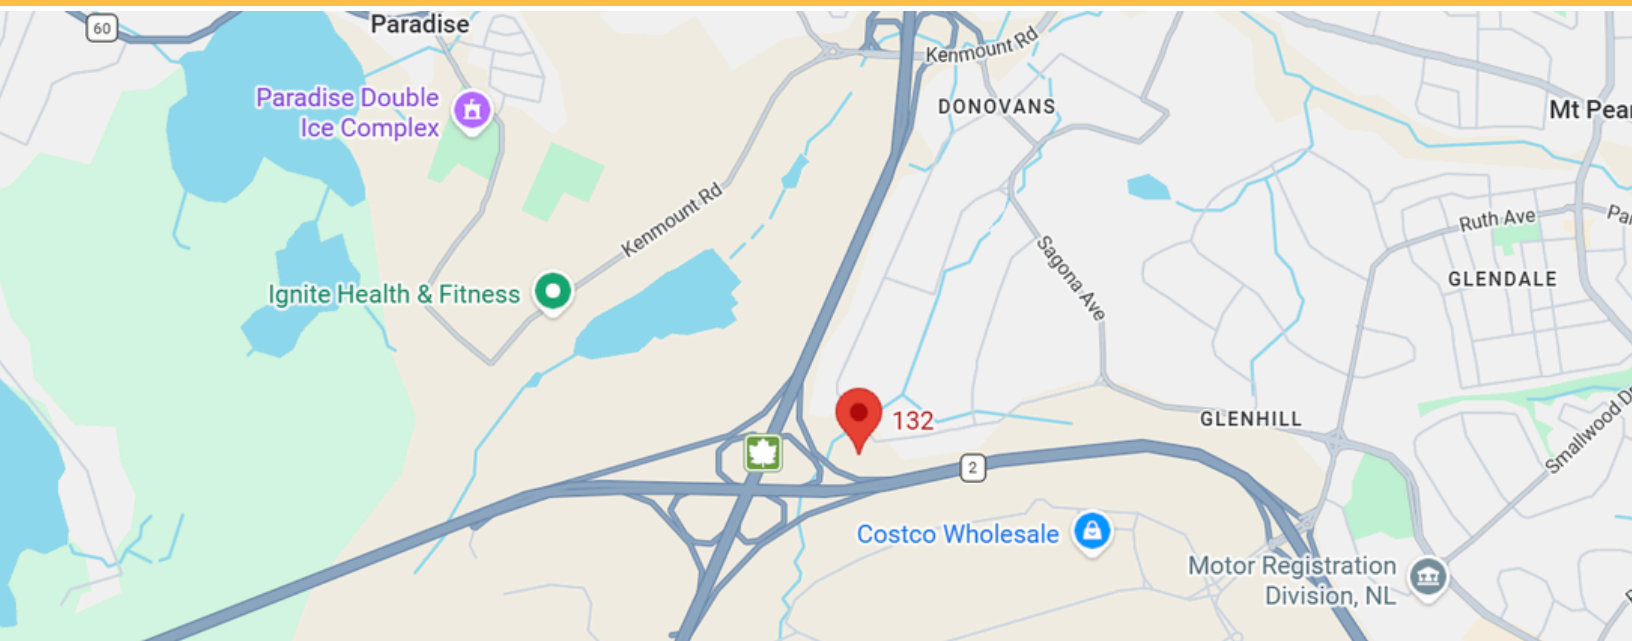 60
Paradise
Kenmount Rd
Paradise Double
Ice Complex
DONOVANS
Mt Pear
Kenmount Rd
Ruth Ave
Sagona Ave
Ignite Health & Fitness
GLENDALE
132
GLENHILL
Smallwood Dr
2
Costco Wholesale
Motor Registration
Division, NL